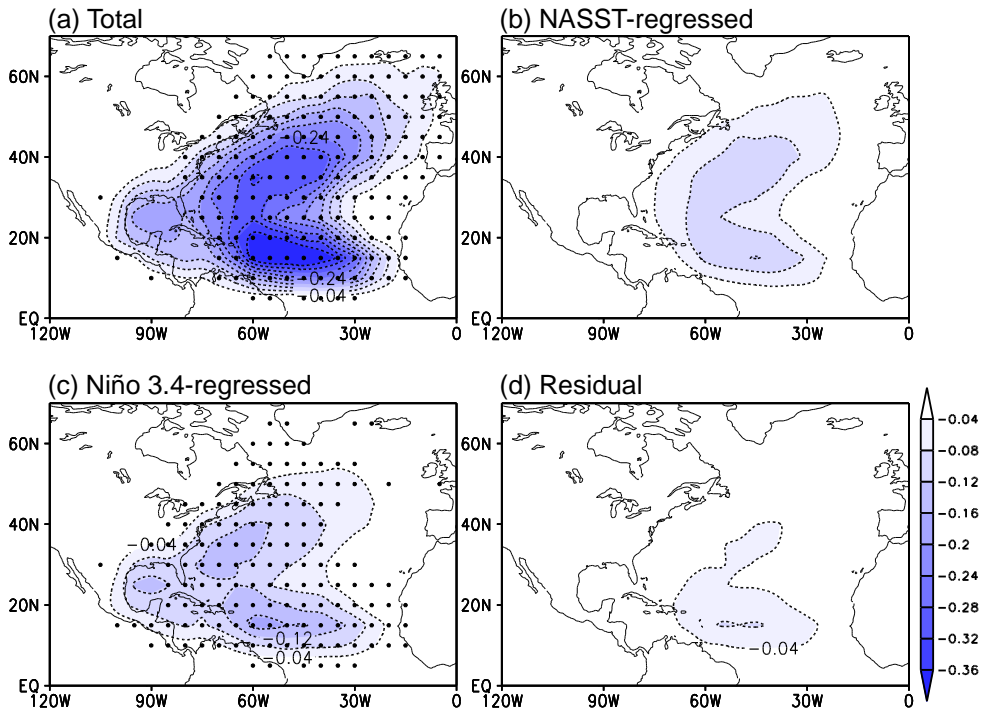 (a) Total
60N
40N
20N
EQ
120W 90W 60W 30W 0
−0.24
−0.24
−0.04
(b) NASST-regressed
60N
40N
20N
EQ
120W 90W 60W 30W 0
(c) Niño 3.4-regressed
60N
40N
20N
EQ
120W 90W 60W 30W 0
−0.04
−0.12
−0.04
(d) Residual
60N
40N
20N
EQ
120W 90W 60W 30W 0
−0.04
−0.04
−0.08
−0.12
−0.16
−0.2
−0.24
−0.28
−0.32
−0.36